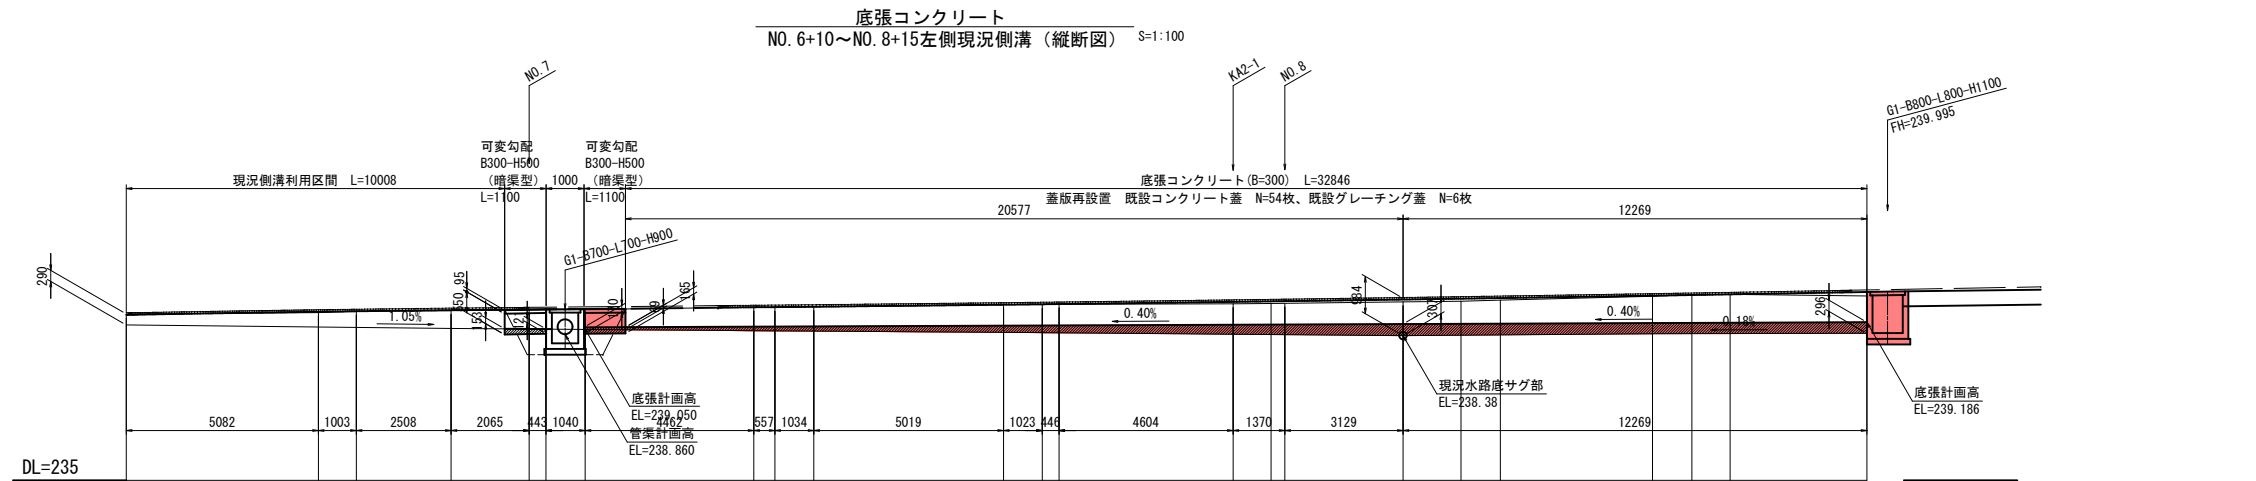 底張コンクリート
NO.6+10～NO.8+15左側現況側溝（縦断図） S=1:100
NO.7
KA2-1
NO.8
G1-B800-L800-H1100
FH=239.995
可変勾配
B300-H500
（暗渠型）
L=1100
可変勾配
B300-H500
（暗渠型）
L=1100
現況側溝利用区間 L=10008
1000
底張コンクリート(B=300) L=32846
蓋版再設置 既設コンクリート蓋 N=54枚、既設グレーチング蓋 N=6枚
20577
12269
G1-B700-L700-H900
290
95
550
153
165
984
307
296
1.05%
0.40%
0.40%
0.18%
底張計画高
EL=239.050
管渠計画高
EL=238.860
現況水路底サグ部
EL=238.38
底張計画高
EL=239.186
5082
1003
2508
2065
443
1040
4462
557
1034
5019
1023
446
4604
1370
3129
12269
DL=235